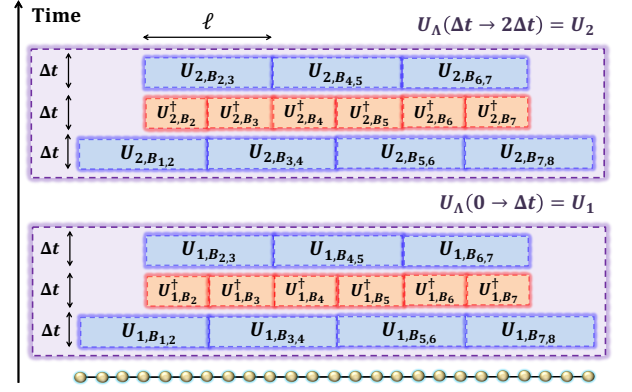 Time
ℓ
U_Λ(Δt → 2Δt) = U_2
Δt U_{2,B_{2,3}} U_{2,B_{4,5}} U_{2,B_{6,7}}
Δt U^†_{2,B_2} U^†_{2,B_3} U^†_{2,B_4} U^†_{2,B_5} U^†_{2,B_6} U^†_{2,B_7}
Δt U_{2,B_{1,2}} U_{2,B_{3,4}} U_{2,B_{5,6}} U_{2,B_{7,8}}
U_Λ(0 → Δt) = U_1
Δt U_{1,B_{2,3}} U_{1,B_{4,5}} U_{1,B_{6,7}}
Δt U^†_{1,B_2} U^†_{1,B_3} U^†_{1,B_4} U^†_{1,B_5} U^†_{1,B_6} U^†_{1,B_7}
Δt U_{1,B_{1,2}} U_{1,B_{3,4}} U_{1,B_{5,6}} U_{1,B_{7,8}}